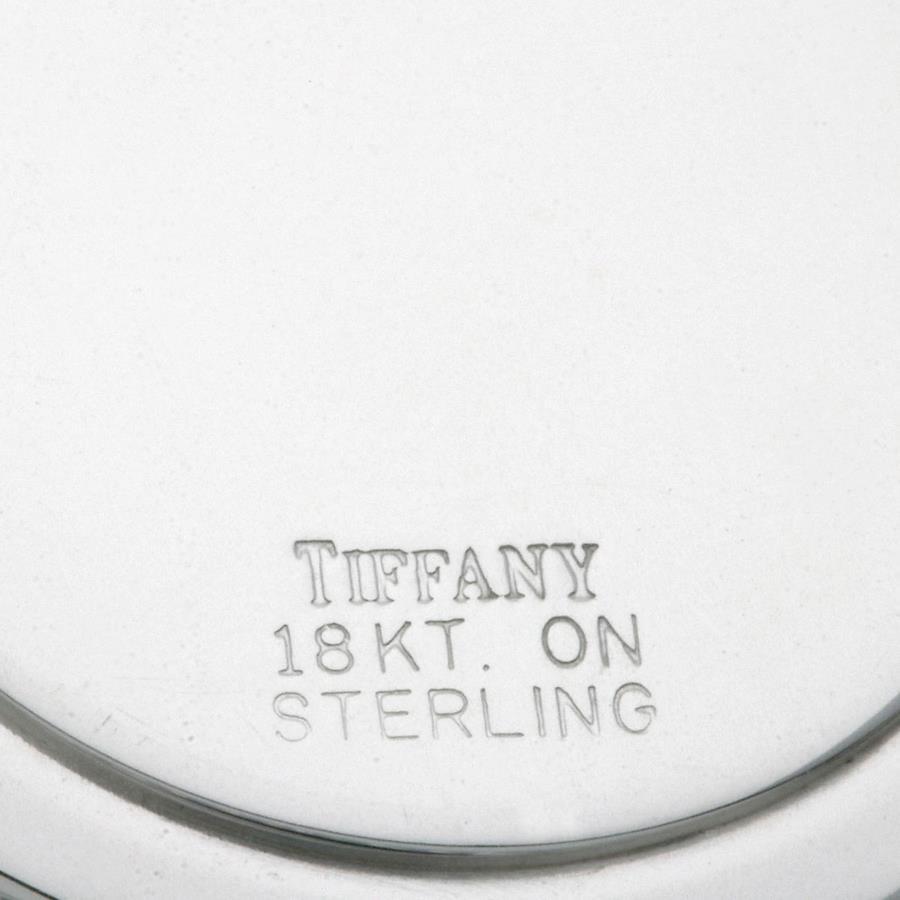 TIFFANY
18KT. ON
STERLING